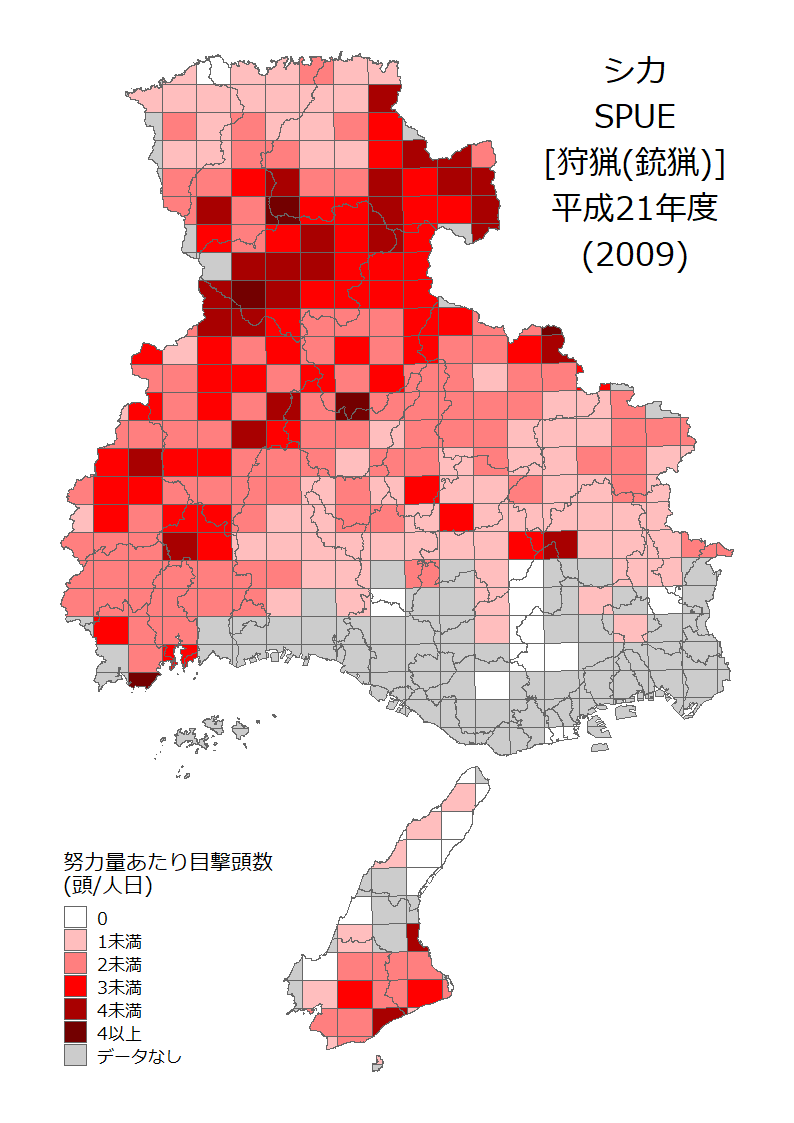 シカ
SPUE
[狩猟(銃猟)]
平成21年度
(2009)
努力量あたり目撃頭数
(頭/人日)
0
1未満
2未満
3未満
4未満
4以上
データなし